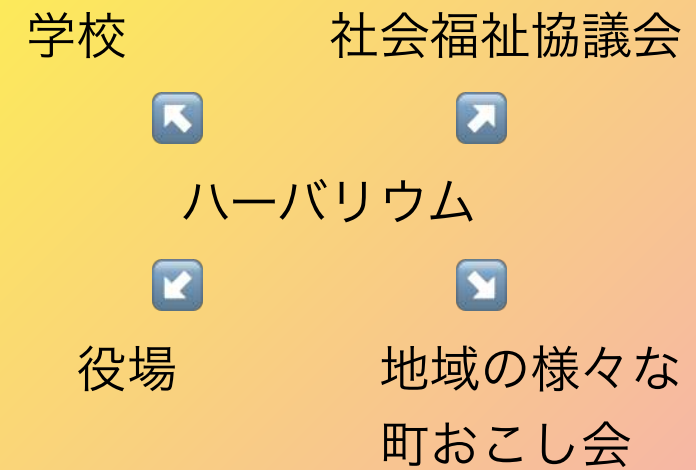 学校
社会福祉協議会
ハーバリウム
役場
地域の様々な
町おこし会